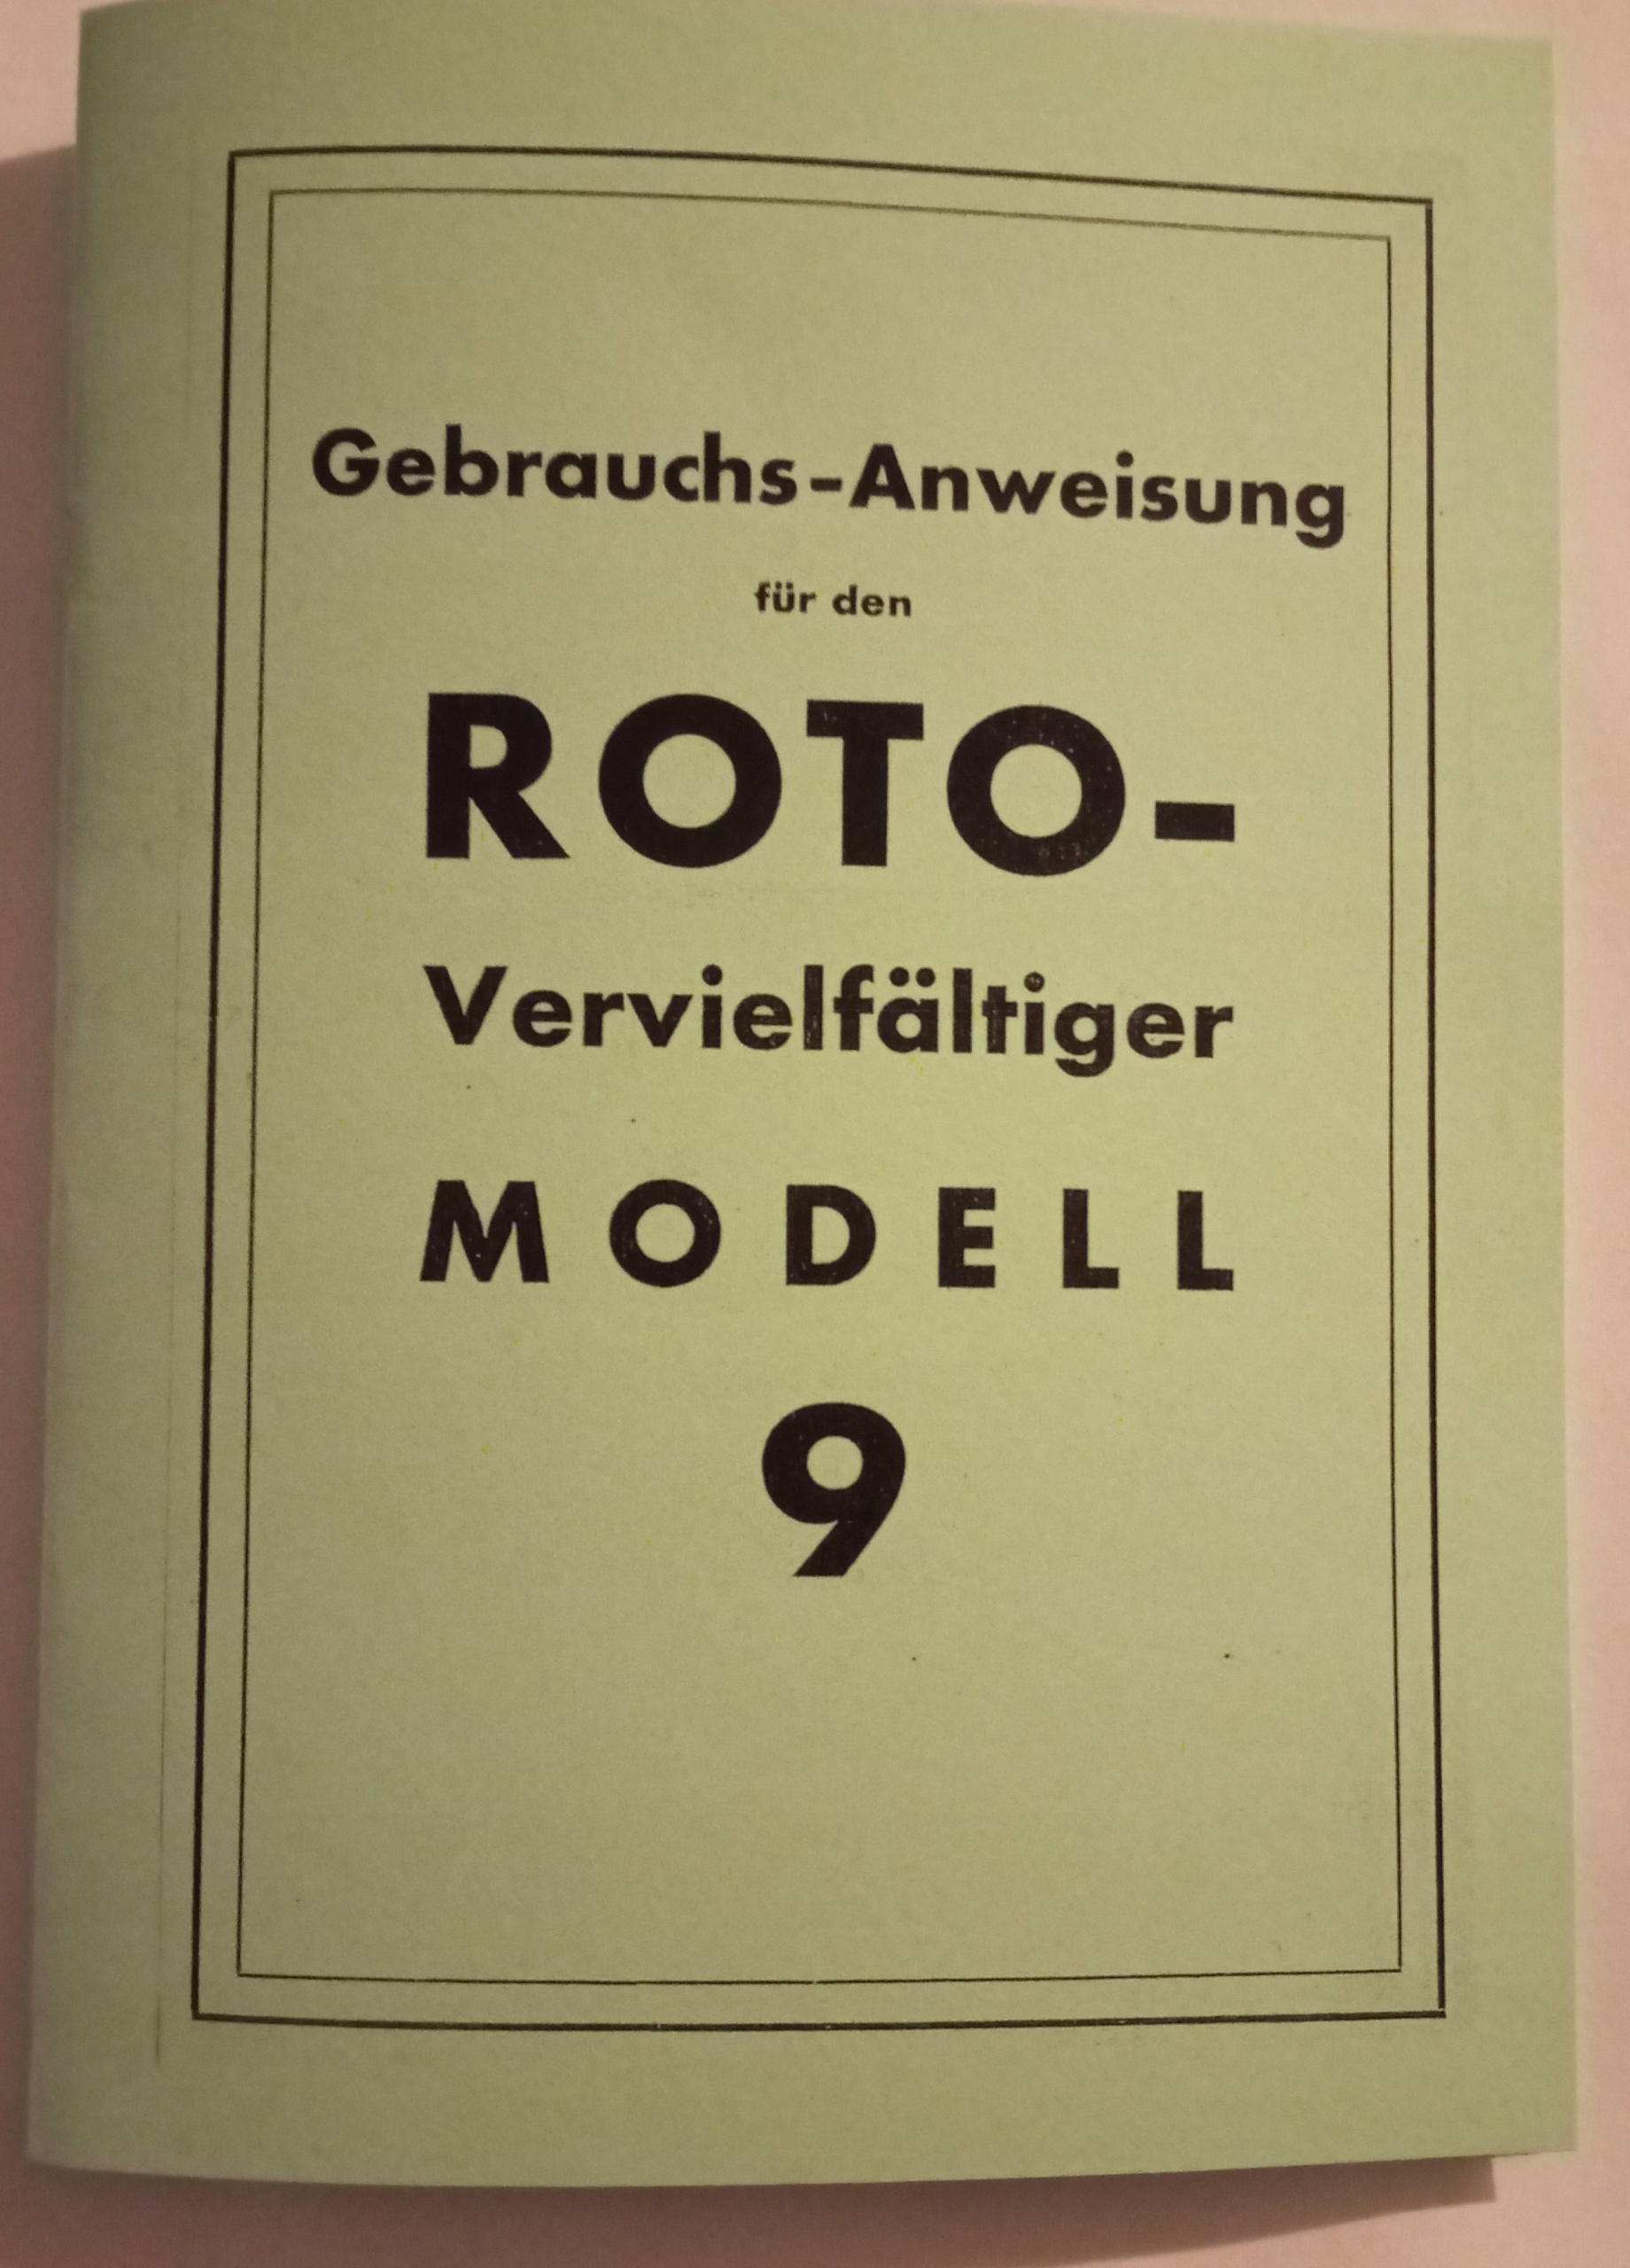 Gebrauchs-Anweisung
für den
ROTO-
Vervielfältiger
MODELL
9